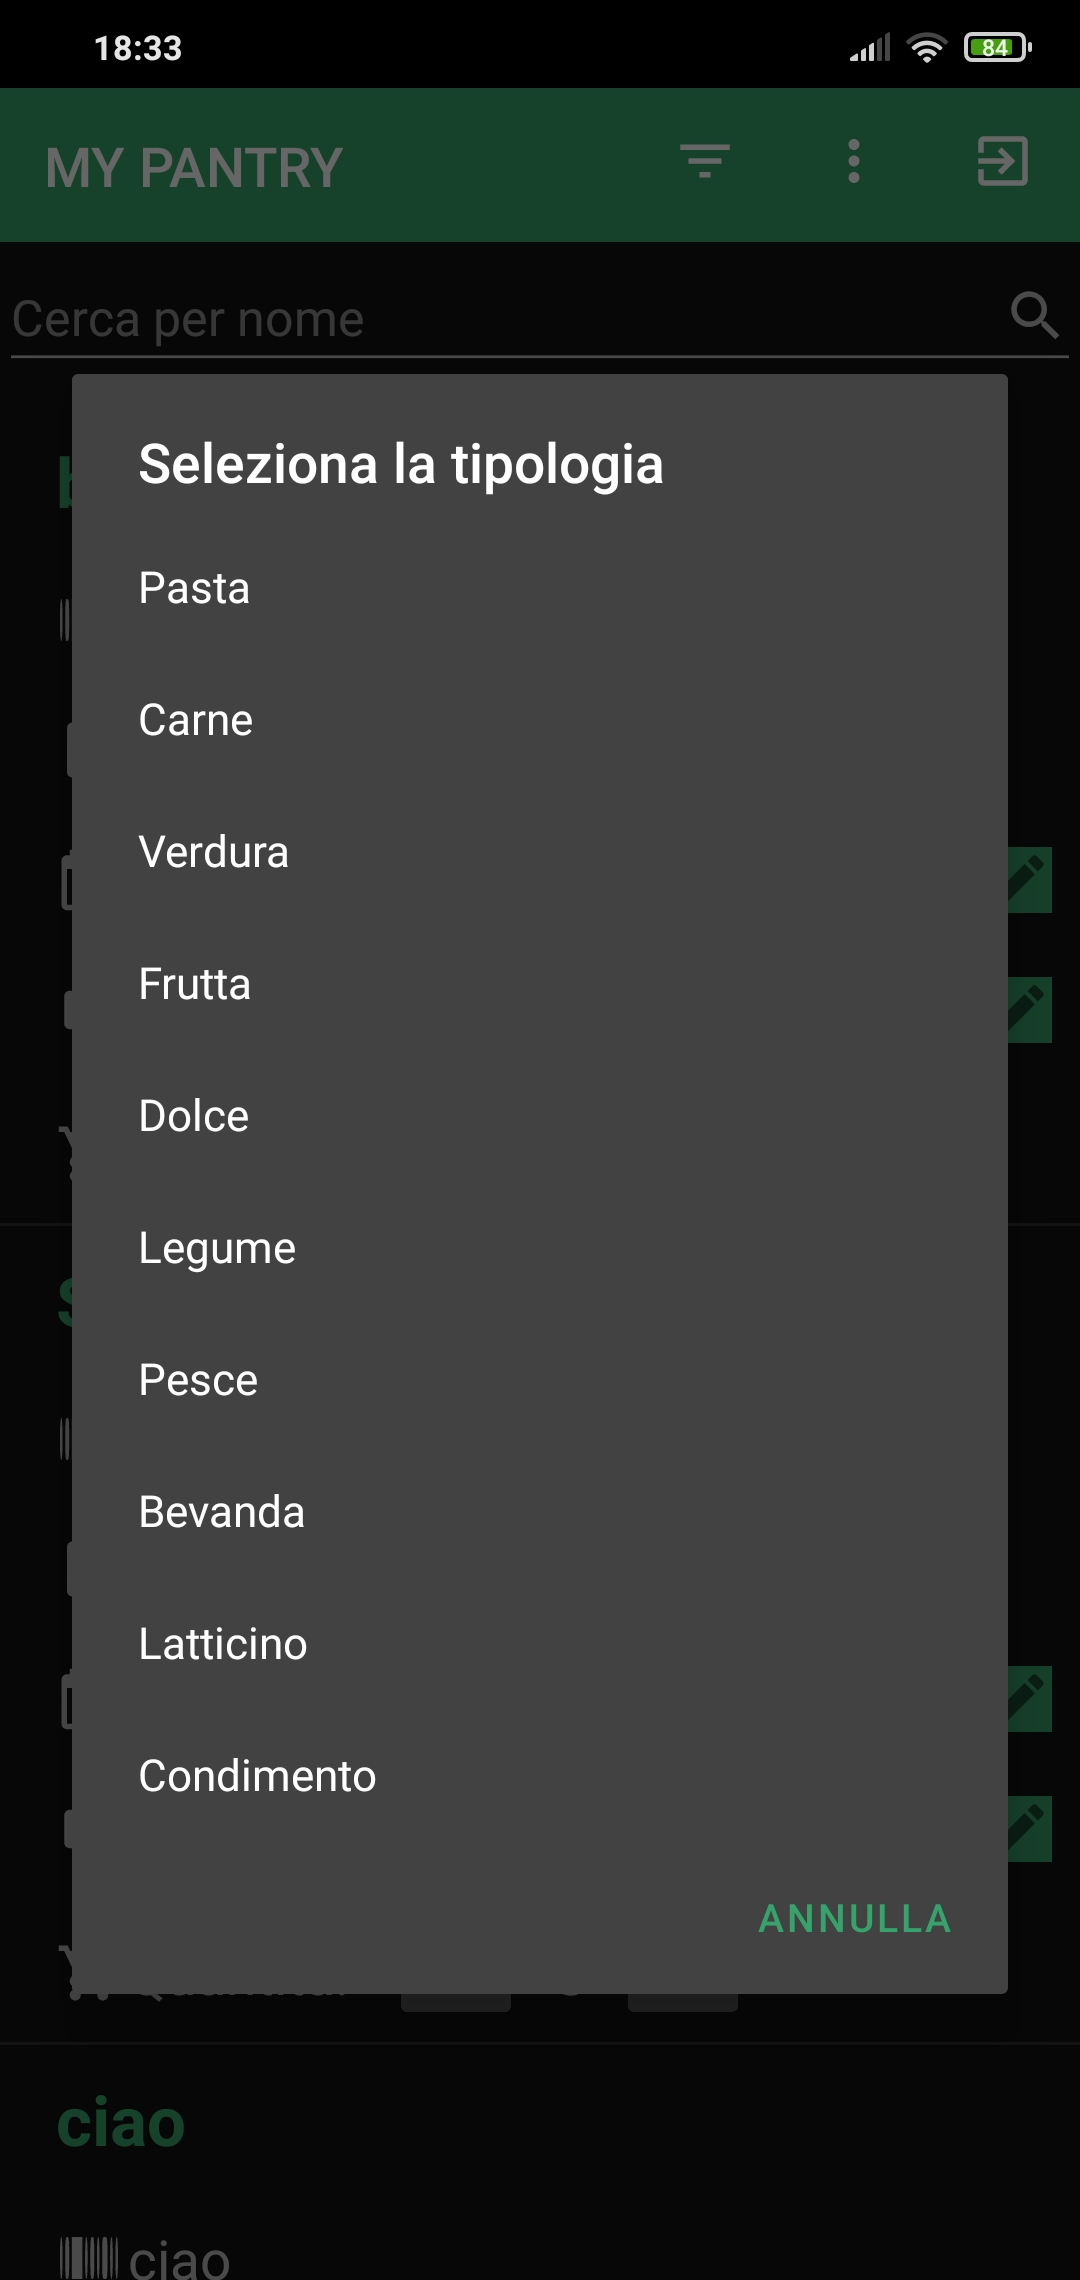 18:33
84
MY PANTRY
Cerca per nome
Seleziona la tipologia
Pasta
Carne
Verdura
Frutta
Dolce
Legume
Pesce
Bevanda
Latticino
Condimento
ANNULLA
ciao
ciao